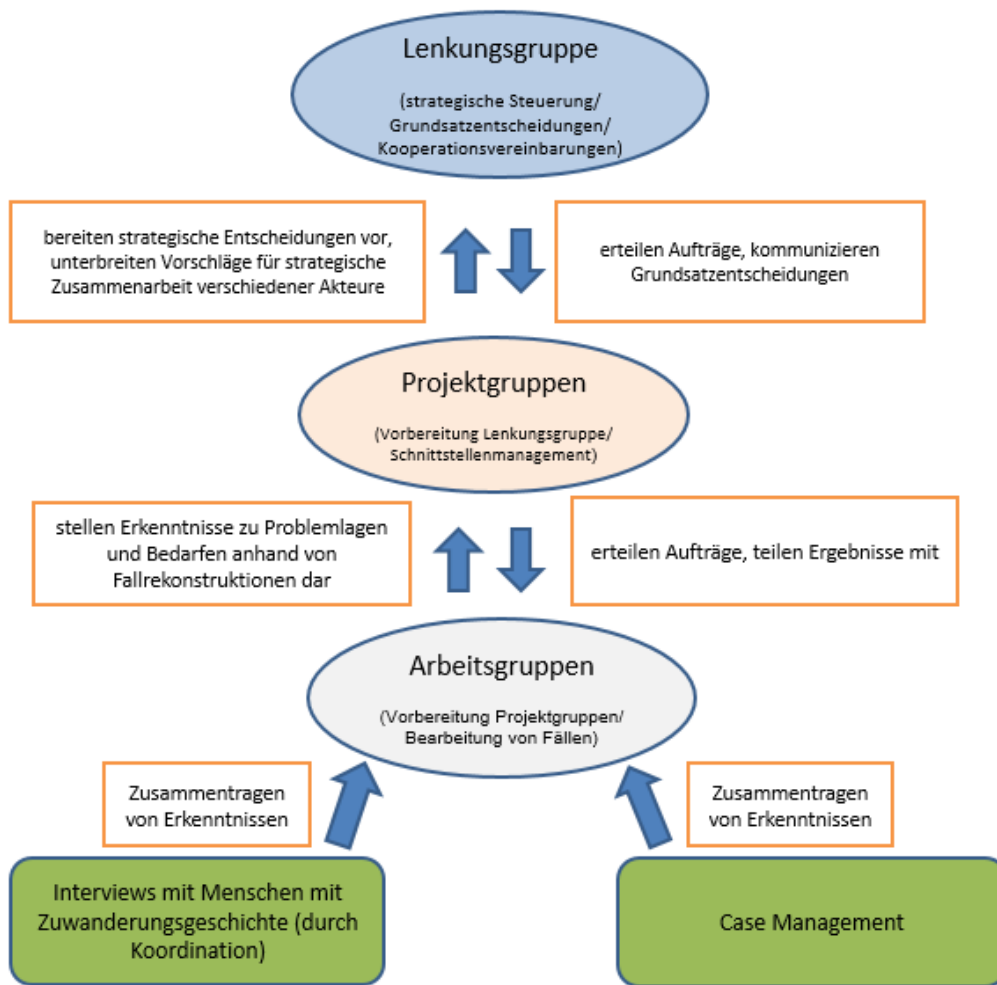 Lenkungsgruppe
(strategische Steuerung/
Grundsatzentscheidungen/
Kooperationsvereinbarungen)
bereiten strategische Entscheidungen vor,
unterbreiten Vorschläge für strategische
Zusammenarbeit verschiedener Akteure
erteilen Aufträge, kommunizieren
Grundsatzentscheidungen
Projektgruppen
(Vorbereitung Lenkungsgruppe/
Schnittstellenmanagement)
stellen Erkenntnisse zu Problemlagen
und Bedarfen anhand von
Fallrekonstruktionen dar
erteilen Aufträge, teilen Ergebnisse mit
Arbeitsgruppen
(Vorbereitung Projektgruppen/
Bearbeitung von Fällen)
Zusammentragen
von Erkenntnissen
Zusammentragen
von Erkenntnissen
Interviews mit Menschen mit
Zuwanderungsgeschichte (durch
Koordination)
Case Management